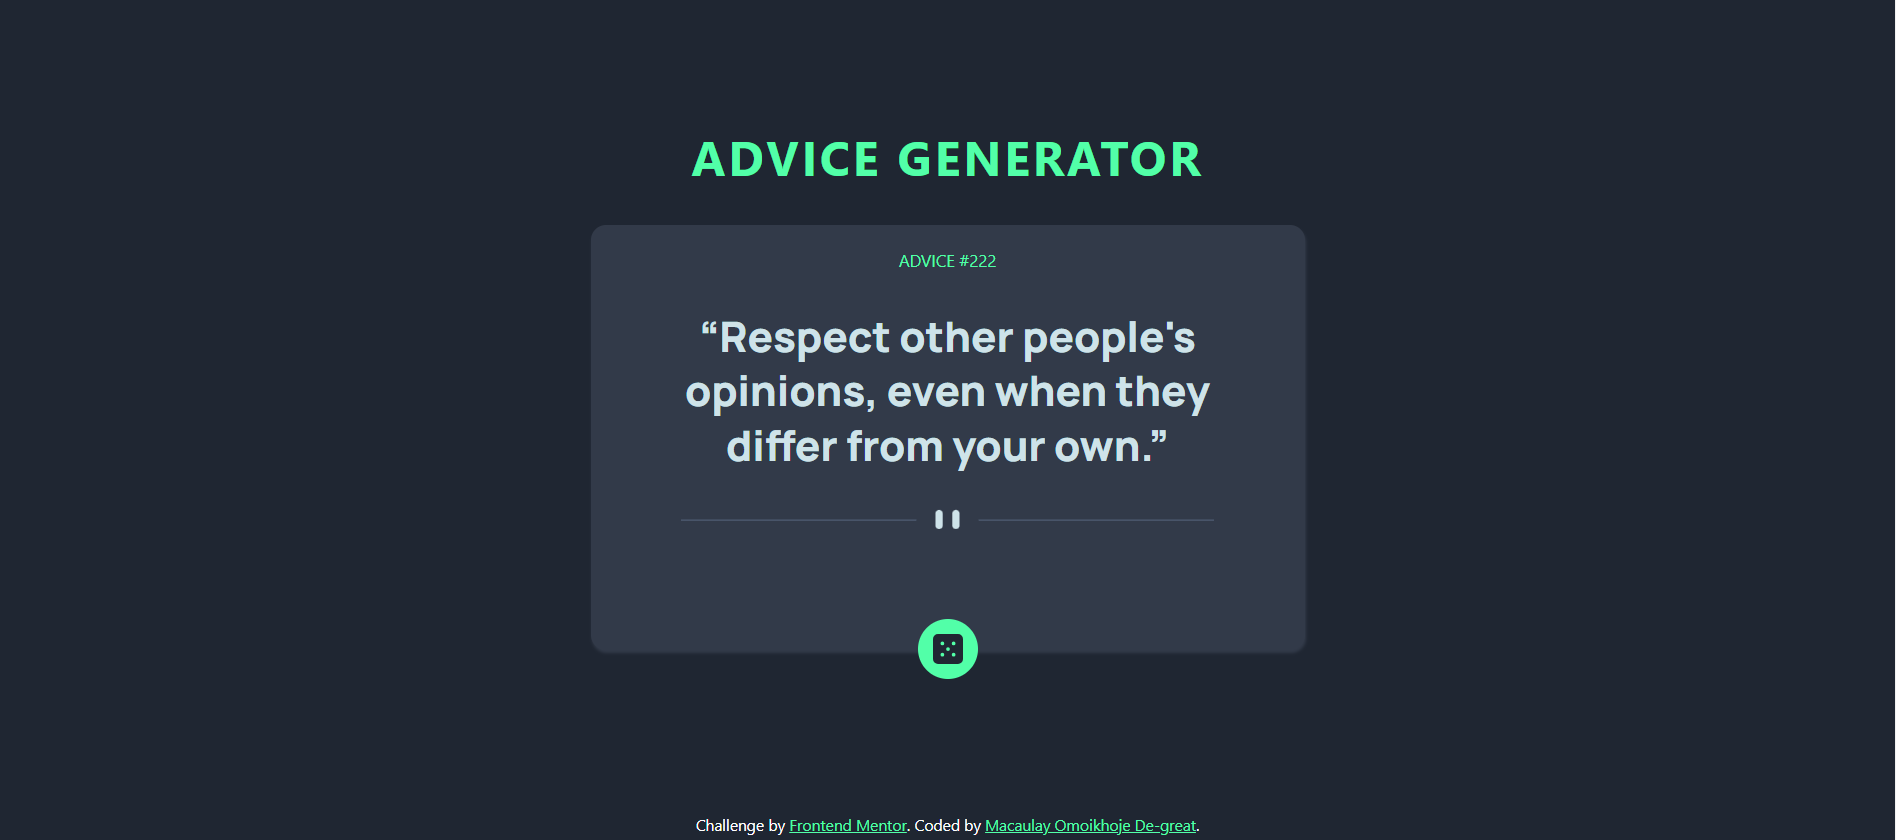 ADVICE GENERATOR
ADVICE #222
“Respect other people's
opinions, even when they
differ from your own.”
Challenge by Frontend Mentor. Coded by Macaulay Omoikhoje De-great.